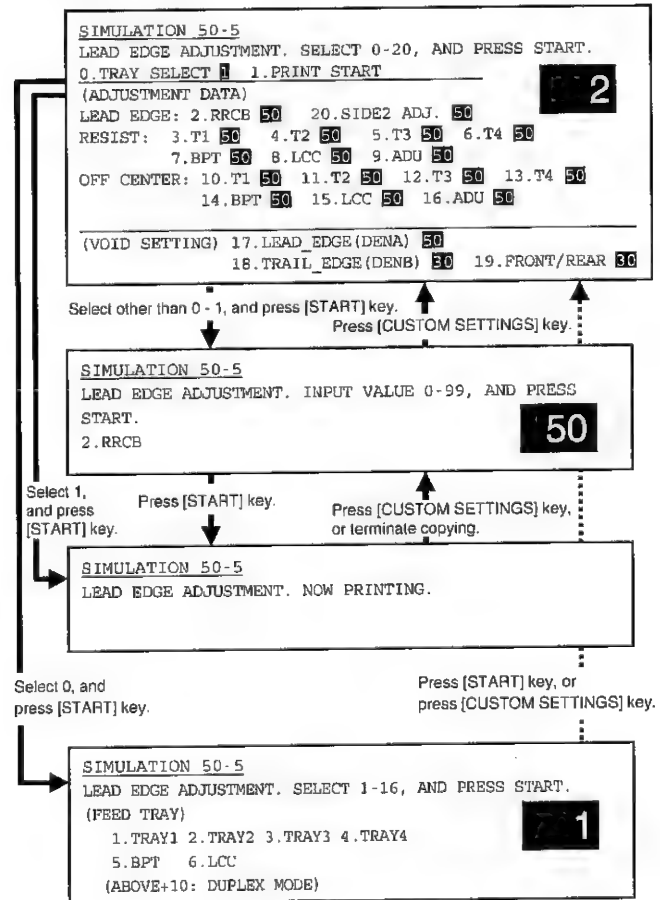 SIMULATION 50-5
LEAD EDGE ADJUSTMENT. SELECT 0-20, AND PRESS START.
0.TRAY SELECT 1 1.PRINT START
2
(ADJUSTMENT DATA)
LEAD EDGE: 2.RRCB 50 20.SIDE2 ADJ. 50
RESIST: 3.T1 50 4.T2 50 5.T3 50 6.T4 50
7.BPT 50 8.LCC 50 9.ADU 50
OFF CENTER: 10.T1 50 11.T2 50 12.T3 50 13.T4 50
14.BPT 50 15.LCC 50 16.ADU 50
(VOID SETTING) 17.LEAD_EDGE(DENA) 50
18.TRAIL_EDGE(DENB) 30 19.FRONT/REAR 30
Select other than 0 - 1, and press [START] key.
Press [CUSTOM SETTINGS] key.
SIMULATION 50-5
LEAD EDGE ADJUSTMENT. INPUT VALUE 0-99, AND PRESS
START.
2.RRCB
50
Select 1,
and press
[START] key.
Press [START] key.
Press [CUSTOM SETTINGS] key,
or terminate copying.
SIMULATION 50-5
LEAD EDGE ADJUSTMENT. NOW PRINTING.
Select 0, and
press [START] key.
Press [START] key, or
press [CUSTOM SETTINGS] key.
SIMULATION 50-5
LEAD EDGE ADJUSTMENT. SELECT 1-16, AND PRESS START.
(FEED TRAY)
1.TRAY1 2.TRAY2 3.TRAY3 4.TRAY4
1
5.BPT 6.LCC
(ABOVE+10: DUPLEX MODE)